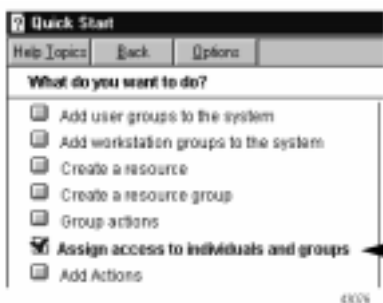 ? Quick Start
Help Topics Back Options
What do you want to do?
Add user groups to the system
Add workstation groups to the system
Create a resource
Create a resource group
Group actions
Assign access to individuals and groups
Add Actions